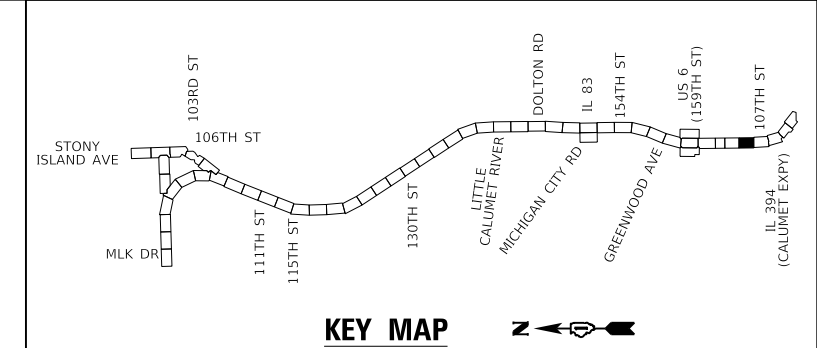 103RD ST
106TH ST
STONY
ISLAND AVE
MLK DR
111TH ST
115TH ST
130TH ST
LITTLE
CALUMET RIVER
DOLTON RD
MICHIGAN CITY RD
IL 83
154TH ST
GREENWOOD AVE
US 6
(159TH ST)
107TH ST
IL 394
(CALUMET EXPY)
KEY MAP
N